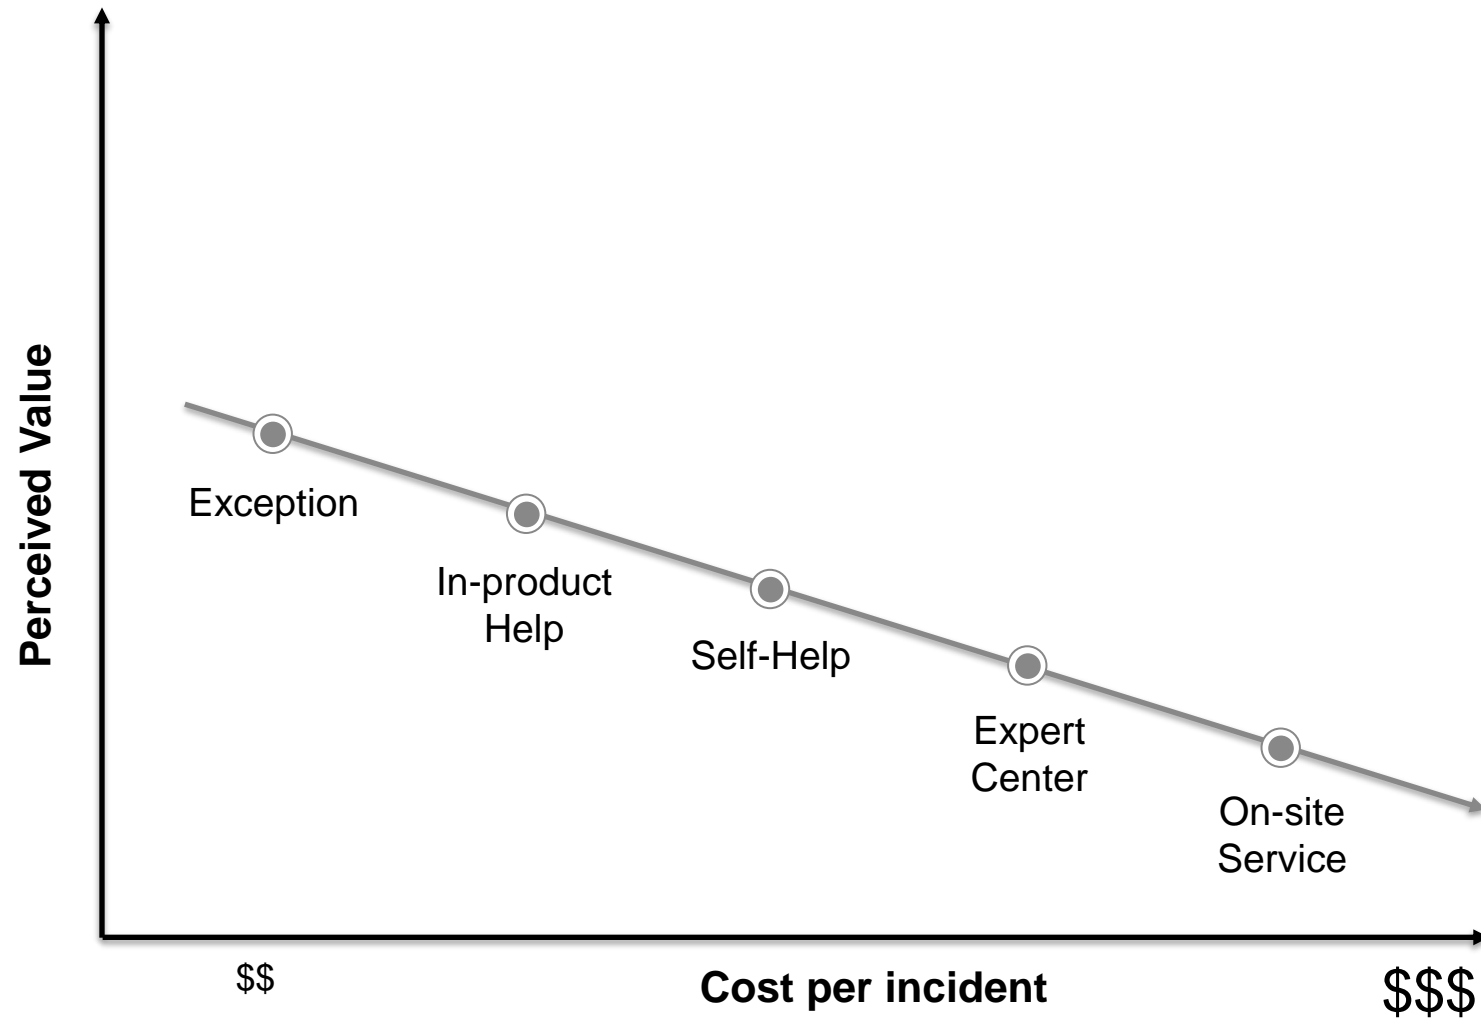 Perceived Value
Exception
In-product
Help
Self-Help
Expert
Center
On-site
Service
$$
Cost per incident
$$$